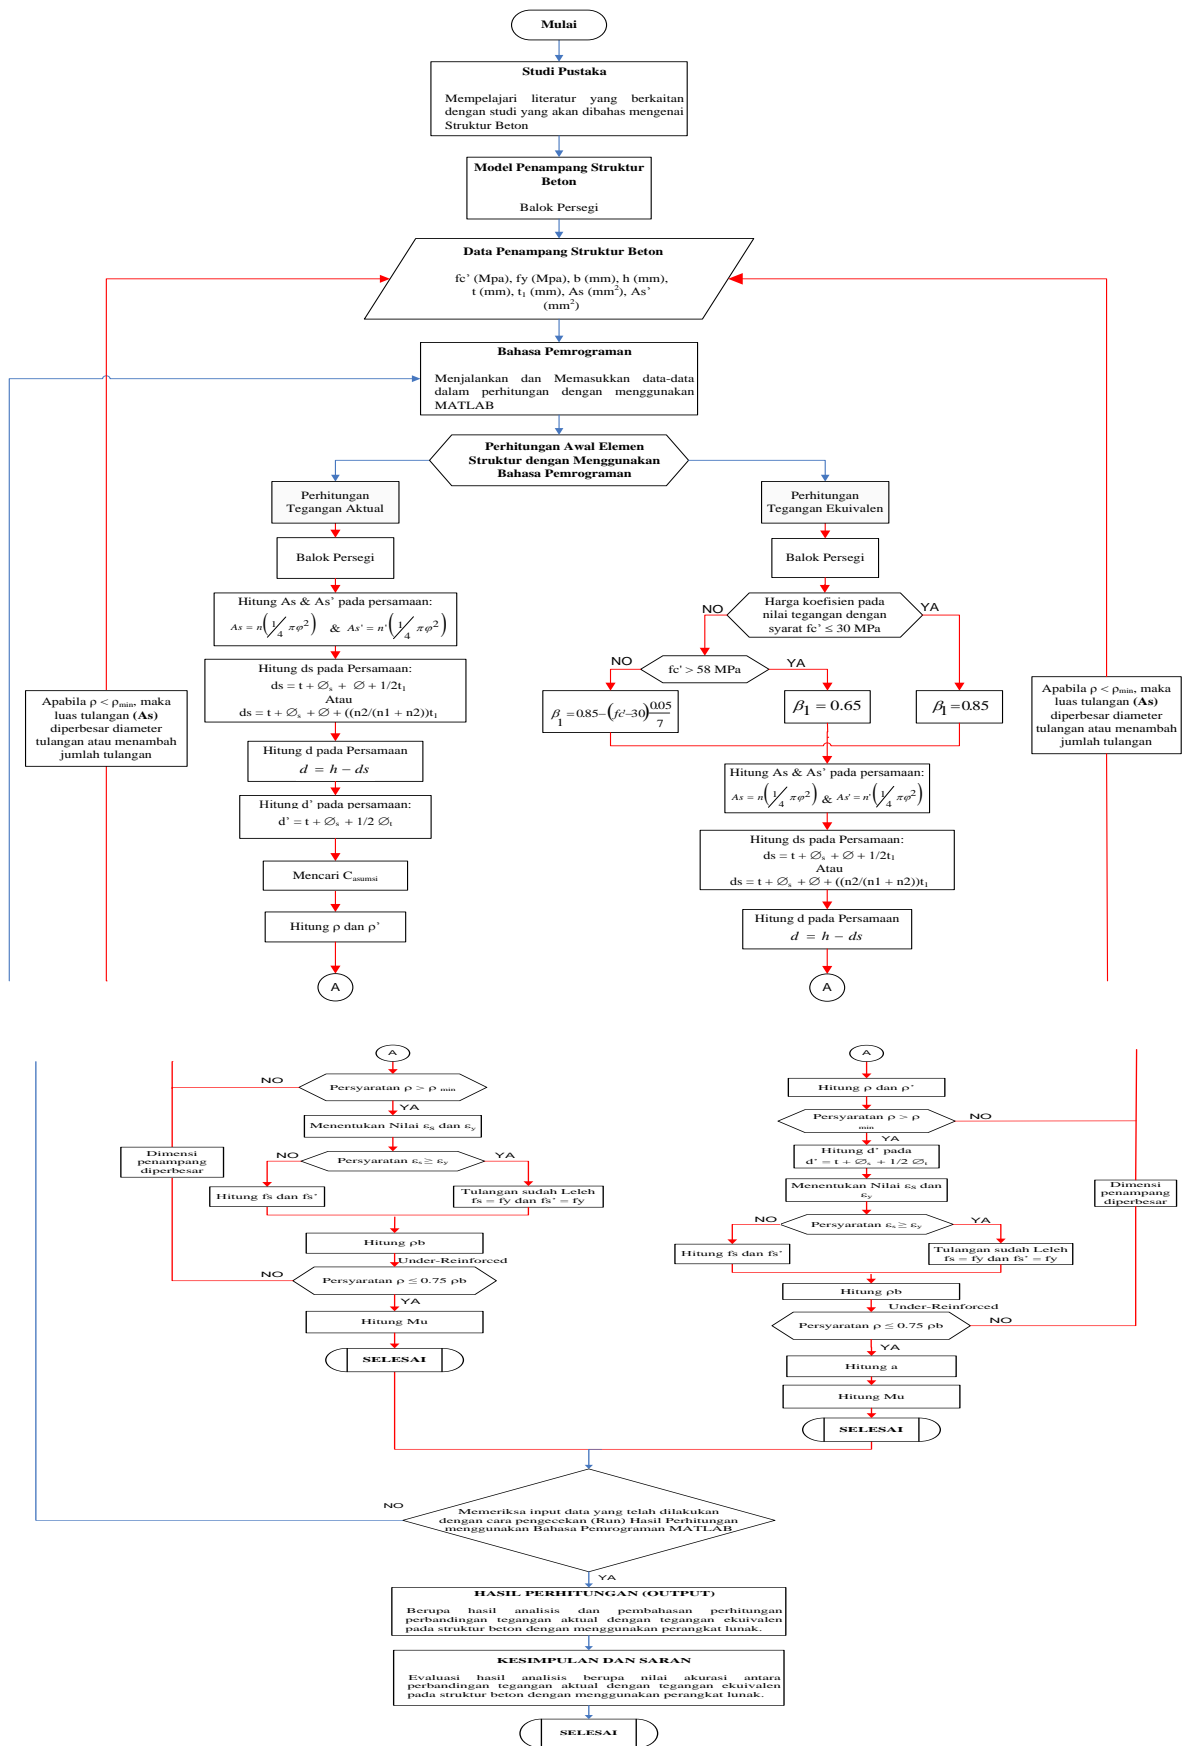 Mulai
Studi Pustaka
Mempelajari literatur yang berkaitan
dengan studi yang akan dibahas mengenai
Struktur Beton
Model Penampang Struktur
Beton
Balok Persegi
Data Penampang Struktur Beton
fc' (Mpa), fy (Mpa), b (mm), h (mm),
t (mm), t₁ (mm), As (mm²), As'
(mm²)
Bahasa Pemrograman
Menjalankan dan Memasukkan data-data
dalam perhitungan dengan menggunakan
MATLAB
Perhitungan Awal Elemen
Struktur dengan Menggunakan
Bahasa Pemrograman
Perhitungan
Tegangan Aktual
Balok Persegi
Hitung As & As' pada persamaan:
As = n(1/4 πφ²) & As' = n'(1/4 πφ²)
Hitung ds pada Persamaan:
ds = t + ∅ₛ + ∅ + 1/2t₁
Atau
ds = t + ∅ₛ + ∅ + ((n2/(n1 + n2))t₁
Hitung d pada Persamaan
d = h − ds
Hitung d' pada persamaan:
d' = t + ∅ₛ + 1/2 ∅ₜ
Mencari Casumsi
Hitung ρ dan ρ'
A
Apabila ρ < ρmin, maka
luas tulangan (As)
diperbesar diameter
tulangan atau menambah
jumlah tulangan
Perhitungan
Tegangan Ekuivalen
Balok Persegi
Harga koefisien pada
nilai tegangan dengan
syarat fc' ≤ 30 MPa
NO
YA
fc' > 58 MPa
NO
YA
β₁ = 0.85−(fc'−30)0.05/7
β₁ = 0.65
β₁ = 0.85
Hitung As & As' pada persamaan:
As = n(1/4 πφ²) & As' = n'(1/4 πφ²)
Hitung ds pada Persamaan:
ds = t + ∅ₛ + ∅ + 1/2t₁
Atau
ds = t + ∅ₛ + ∅ + ((n2/(n1 + n2))t₁
Hitung d pada Persamaan
d = h − ds
A
Apabila ρ < ρmin, maka
luas tulangan (As)
diperbesar diameter
tulangan atau menambah
jumlah tulangan
A
Persyaratan ρ > ρ min
NO
YA
Menentukan Nilai εs dan εy
Persyaratan εs ≥ εy
NO
YA
Dimensi
penampang
diperbesar
Hitung fs dan fs'
Tulangan sudah Leleh
fs = fy dan fs' = fy
Hitung ρb
Under-Reinforced
Persyaratan ρ ≤ 0.75 ρb
NO
YA
Hitung Mu
SELESAI
A
Hitung ρ dan ρ'
Persyaratan ρ > ρ
min
NO
YA
Hitung d' pada
d' = t + ∅ₛ + 1/2 ∅ₜ
Menentukan Nilai εs dan
εy
Dimensi
penampang
diperbesar
Persyaratan εs ≥ εy
NO
YA
Hitung fs dan fs'
Tulangan sudah Leleh
fs = fy dan fs' = fy
Hitung ρb
Under-Reinforced
Persyaratan ρ ≤ 0.75 ρb
NO
YA
Hitung a
Hitung Mu
SELESAI
Memeriksa input data yang telah dilakukan
dengan cara pengecekan (Run) Hasil Perhitungan
menggunakan Bahasa Pemrograman MATLAB
NO
YA
HASIL PERHITUNGAN (OUTPUT)
Berupa hasil analisis dan pembahasan perhitungan
perbandingan tegangan aktual dengan tegangan ekuivalen
pada struktur beton dengan menggunakan perangkat lunak.
KESIMPULAN DAN SARAN
Evaluasi hasil analisis berupa nilai akurasi antara
perbandingan tegangan aktual dengan tegangan ekuivalen
pada struktur beton dengan menggunakan perangkat lunak.
SELESAI